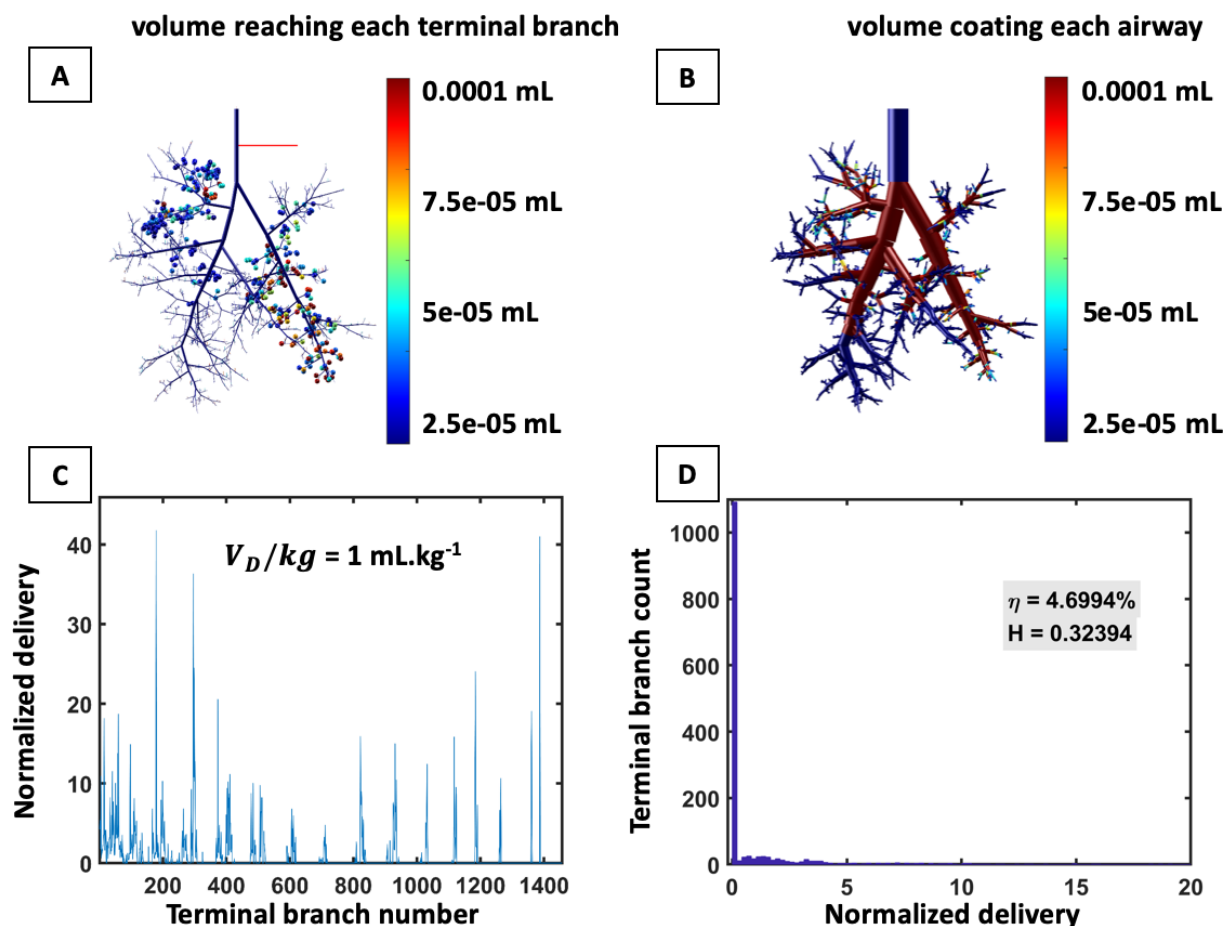 volume reaching each terminal branch
volume coating each airway
A
0.0001 mL
7.5e-05 mL
5e-05 mL
2.5e-05 mL
B
0.0001 mL
7.5e-05 mL
5e-05 mL
2.5e-05 mL
C
Normalized delivery
40
30
20
10
0
V_D/kg = 1 mL.kg⁻¹
200 400 600 800 1000 1200 1400
Terminal branch number
D
Terminal branch count
1000
800
600
400
200
0
η = 4.6994%
H = 0.32394
0 5 10 15 20
Normalized delivery